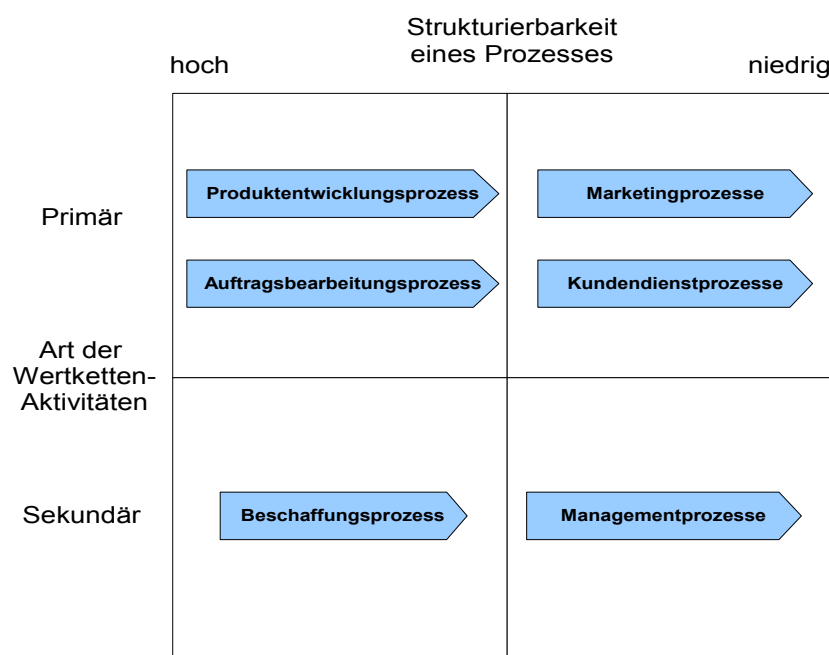 Strukturierbarkeit
eines Prozesses
hoch
niedrig
Primär
Produktentwicklungsprozess
Marketingprozesse
Auftragsbearbeitungsprozess
Kundendienstprozesse
Art der
Wertketten-
Aktivitäten
Sekundär
Beschaffungsprozess
Managementprozesse